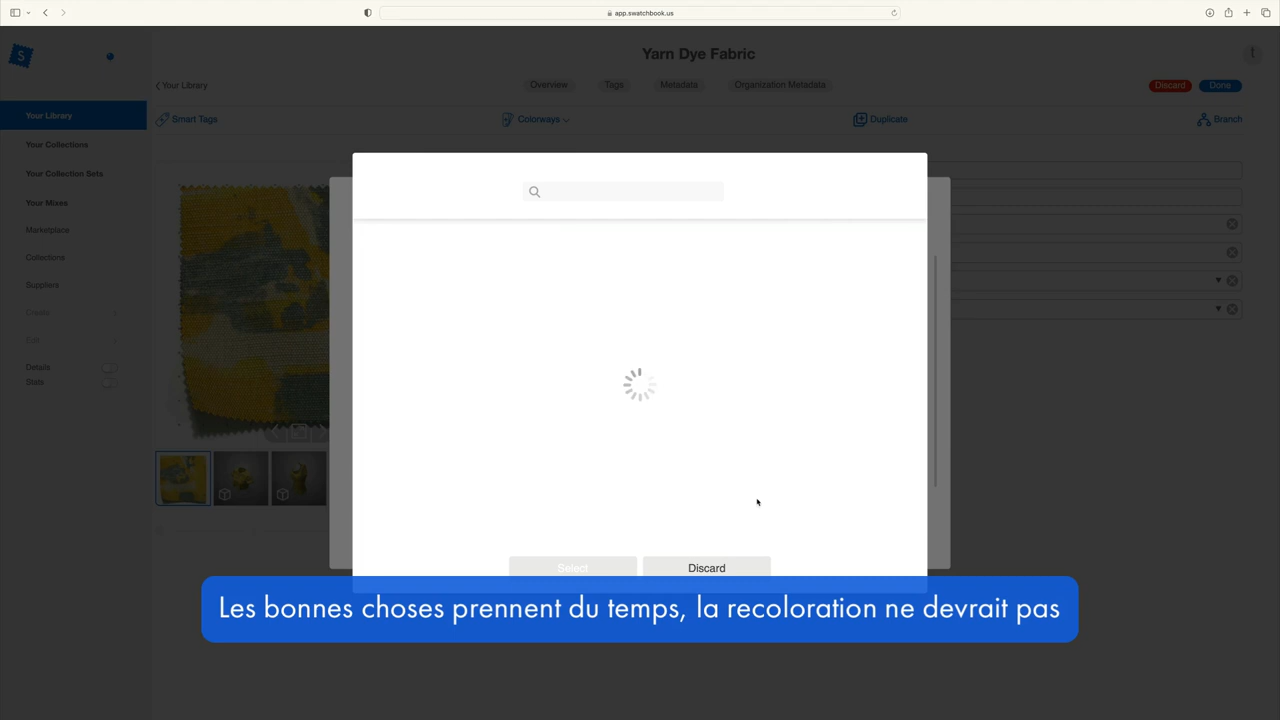 app.swatchbook.us
S
Yarn Dye Fabric
t
Your Library
Overview
Tags
Metadata
Organization Metadata
Discard
Done
Your Library
Smart Tags
Colorways
Duplicate
Branch
Your Collections
Your Collection Sets
Your Mixes
Marketplace
Collections
Suppliers
Create
Edit
Details
Stats
Select
Discard
Les bonnes choses prennent du temps, la recoloration ne devrait pas